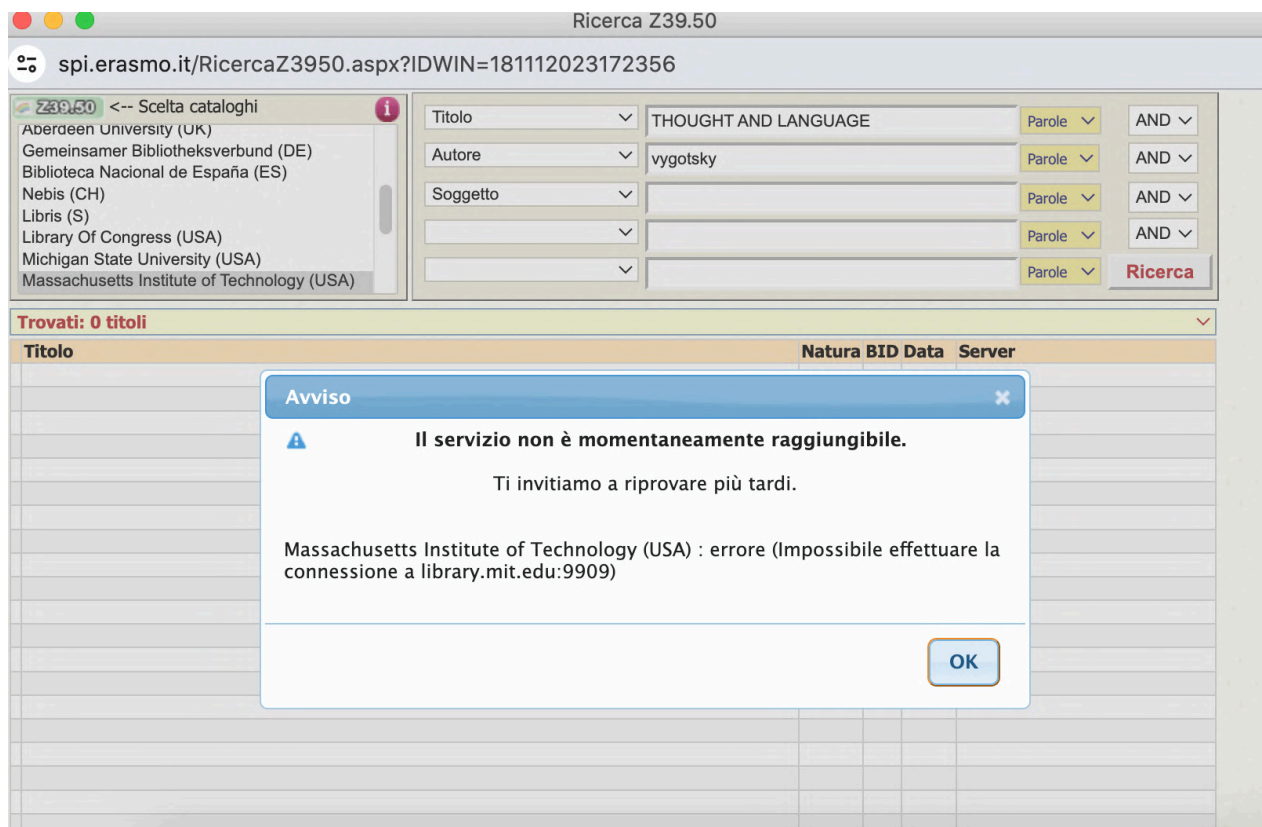 Ricerca Z39.50
spi.erasmo.it/RicercaZ3950.aspx?IDWIN=181112023172356
Z39.50 <-- Scelta cataloghi i
Aberdeen University (UK)
Gemeinsamer Bibliotheksverbund (DE)
Biblioteca Nacional de España (ES)
Nebis (CH)
Libris (S)
Library Of Congress (USA)
Michigan State University (USA)
Massachusetts Institute of Technology (USA)
Titolo THOUGHT AND LANGUAGE Parole AND
Autore vygotsky Parole AND
Soggetto Parole AND
Parole AND
Parole Ricerca
Trovati: 0 titoli
Titolo Natura BID Data Server
Avviso
Il servizio non è momentaneamente raggiungibile.
Ti invitiamo a riprovare più tardi.
Massachusetts Institute of Technology (USA) : errore (Impossibile effettuare la
connessione a library.mit.edu:9909)
OK